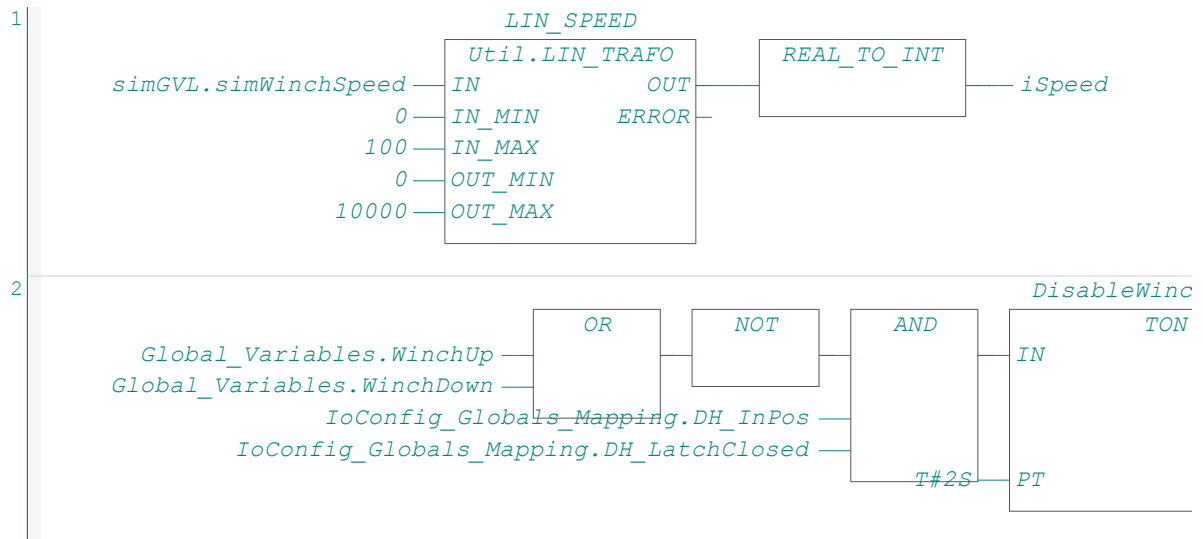 1
LIN_SPEED
Util.LIN_TRAFO REAL_TO_INT
simGVL.simWinchSpeed IN OUT iSpeed
0 IN_MIN ERROR
100 IN_MAX
0 OUT_MIN
10000 OUT_MAX
2
DisableWinc
OR NOT AND TON
Global_Variables.WinchUp IN
Global_Variables.WinchDown
IoConfig_Globals_Mapping.DH_InPos
IoConfig_Globals_Mapping.DH_LatchClosed
T#2S PT